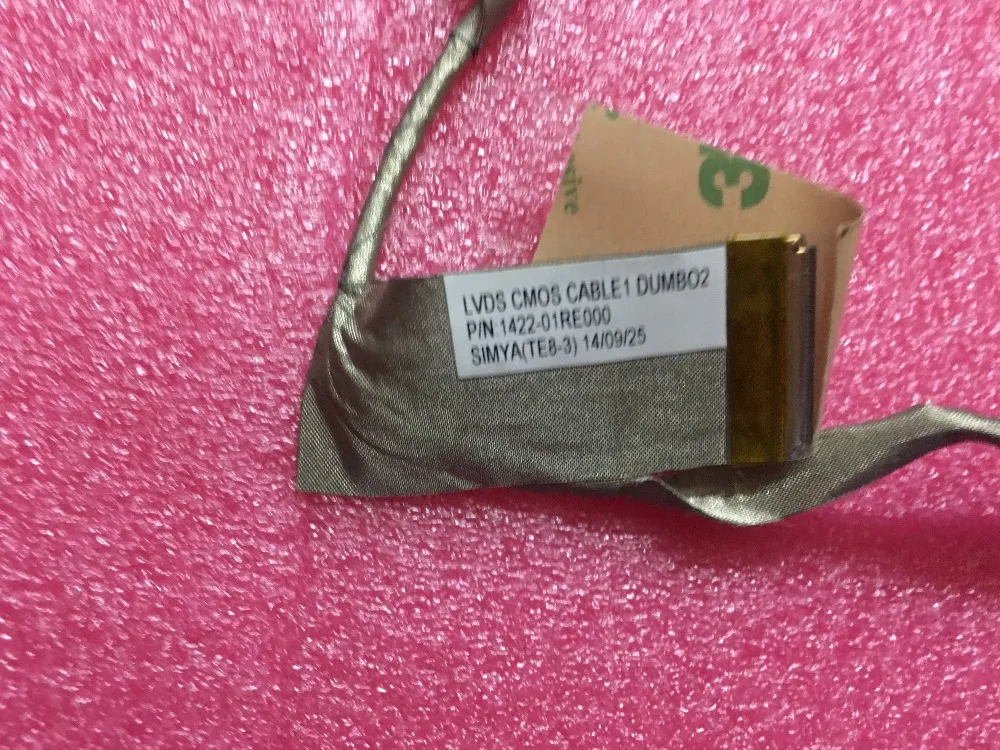 LVDS CMOS CABLE1 DUMBO2
P/N:1422-01RE000
SIMYA(TE8-3) 14/09/25